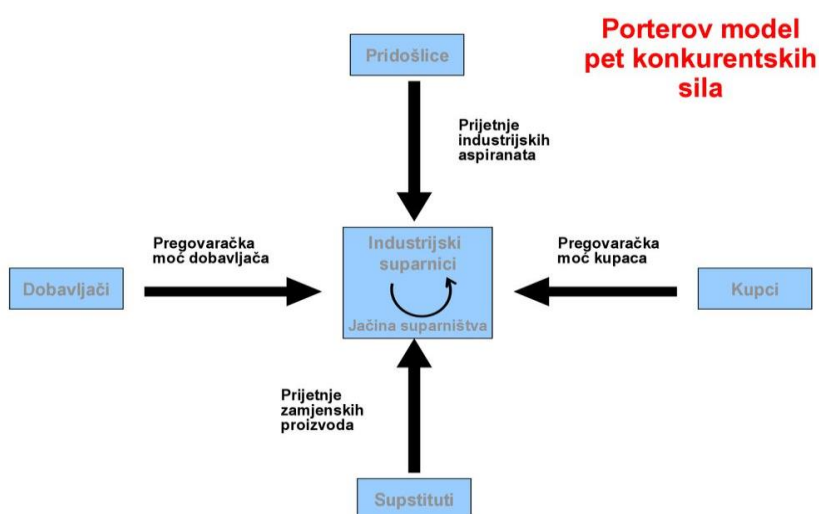 Porterov model
pet konkurentskih
sila
Pridošlice
Prijetnje
industrijskih
aspiranata
Pregovaračka
moć dobavljača
Industrijski
suparnici
Pregovaračka
moć kupaca
Dobavljači
Kupci
Jačina suparništva
Prijetnje
zamjenskih
proizvoda
Supstituti